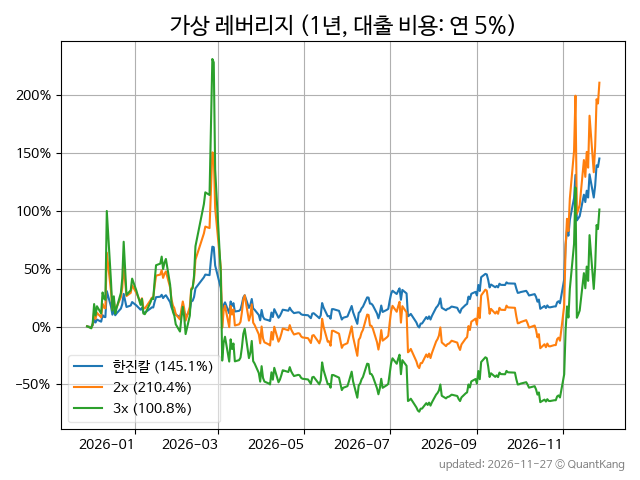 가상 레버리지 (1년, 대출 비용: 연 5%)
200%
150%
100%
50%
0%
−50%
한진칼 (145.1%)
2x (210.4%)
3x (100.8%)
2026-01
2026-03
2026-05
2026-07
2026-09
2026-11
updated: 2026-11-27 © QuantKang